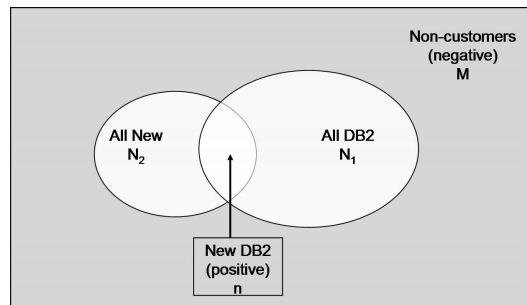 Non-customers
(negative)
M
All New
N₂
All DB2
N₁
New DB2
(positive)
n